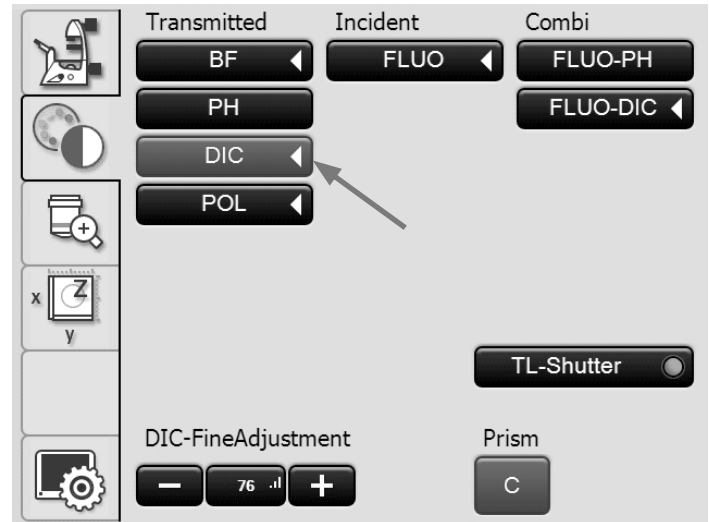 Transmitted Incident Combi
BF FLUO FLUO-PH
PH FLUO-DIC
DIC
POL
Z
x
y
TL-Shutter
DIC-FineAdjustment Prism
76 C